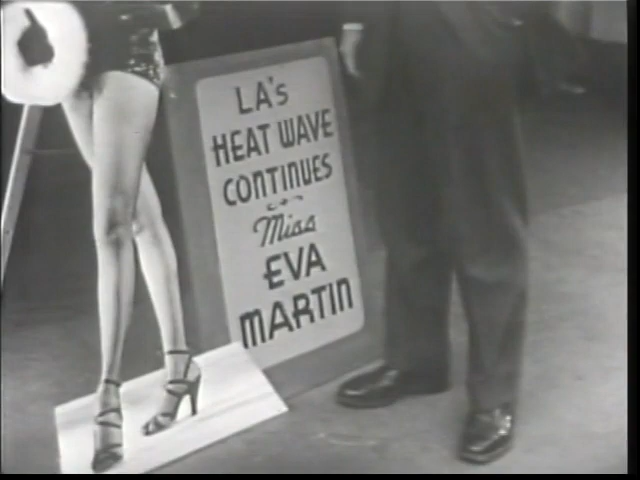 LA's
HEAT WAVE
CONTINUES
Miss
EVA
MARTIN